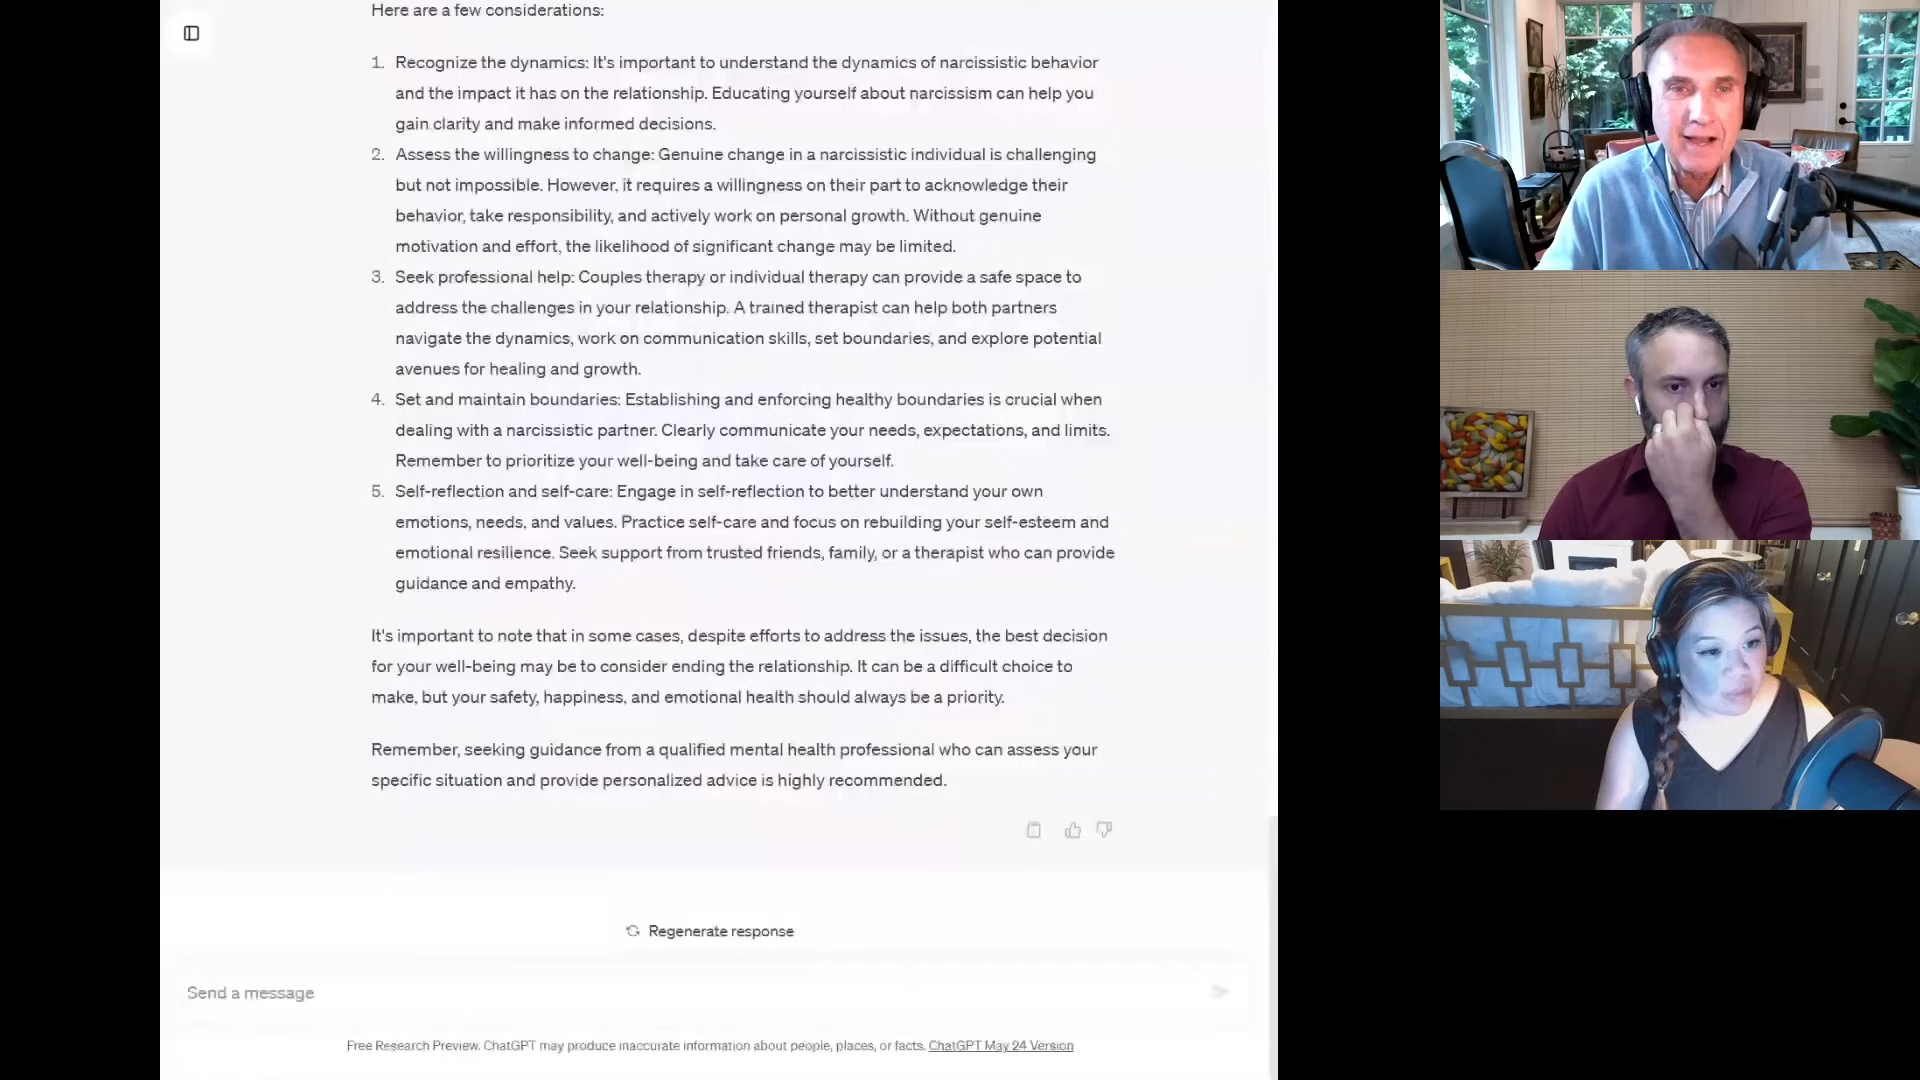 Here are a few considerations:
1. Recognize the dynamics: It's important to understand the dynamics of narcissistic behavior
and the impact it has on the relationship. Educating yourself about narcissism can help you
gain clarity and make informed decisions.
2. Assess the willingness to change: Genuine change in a narcissistic individual is challenging
but not impossible. However, it requires a willingness on their part to acknowledge their
behavior, take responsibility, and actively work on personal growth. Without genuine
motivation and effort, the likelihood of significant change may be limited.
3. Seek professional help: Couples therapy or individual therapy can provide a safe space to
address the challenges in your relationship. A trained therapist can help both partners
navigate the dynamics, work on communication skills, set boundaries, and explore potential
avenues for healing and growth.
4. Set and maintain boundaries: Establishing and enforcing healthy boundaries is crucial when
dealing with a narcissistic partner. Clearly communicate your needs, expectations, and limits.
Remember to prioritize your well-being and take care of yourself.
5. Self-reflection and self-care: Engage in self-reflection to better understand your own
emotions, needs, and values. Practice self-care and focus on rebuilding your self-esteem and
emotional resilience. Seek support from trusted friends, family, or a therapist who can provide
guidance and empathy.
It's important to note that in some cases, despite efforts to address the issues, the best decision
for your well-being may be to consider ending the relationship. It can be a difficult choice to
make, but your safety, happiness, and emotional health should always be a priority.
Remember, seeking guidance from a qualified mental health professional who can assess your
specific situation and provide personalized advice is highly recommended.
Regenerate response
Send a message
Free Research Preview. ChatGPT may produce inaccurate information about people, places, or facts. ChatGPT May 24 Version